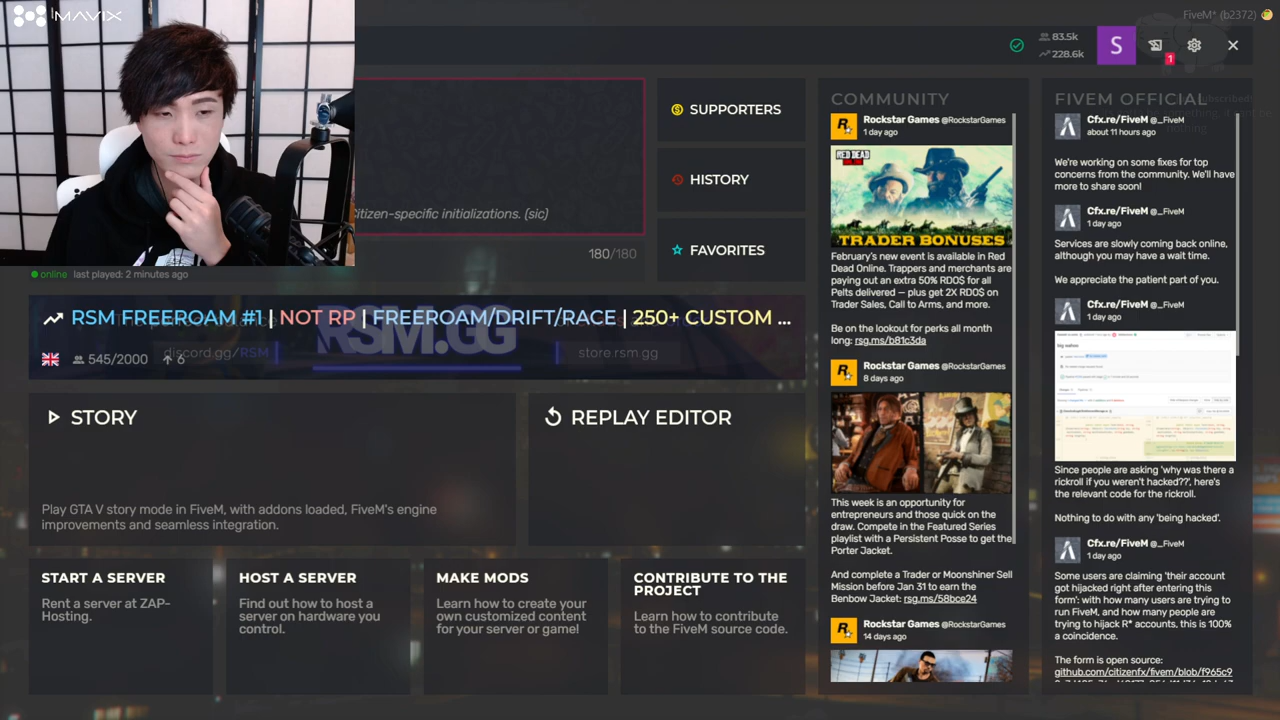 MAVIX
FiveM* (b2372)
83.5k
228.6k
S
1
Citizen-specific initializations. (sic)
180/180
online last played: 2 minutes ago
SUPPORTERS
HISTORY
FAVORITES
RSM FREEROAM #1 | NOT RP | FREEROAM/DRIFT/RACE | 250+ CUSTOM ...
RSM.GG
545/2000 6
discord.gg/RSM
store rsm gg
STORY
Play GTA V story mode in FiveM, with addons loaded, FiveM's engine
improvements and seamless integration.
REPLAY EDITOR
START A SERVER
Rent a server at ZAP-
Hosting.
HOST A SERVER
Find out how to host a
server on hardware you
control.
MAKE MODS
Learn how to create your
own customized content
for your server or game!
CONTRIBUTE TO THE
PROJECT
Learn how to contribute
to the FiveM source code.
COMMUNITY
Rockstar Games @RockstarGames
1 day ago
RED DEAD
TRADER BONUSES
February's new event is available in Red
Dead Online. Trappers and merchants are
paying out an extra 50% RDO$ for all
Pelts delivered — plus get 2X RDO$ on
Trader Sales, Call to Arms, and more.
Be on the lookout for perks all month
long: rsg.ms/b81c3da
Rockstar Games @RockstarGames
8 days ago
This week is an opportunity for
entrepreneurs and those quick on the
draw. Compete in the Featured Series
playlist with a Persistent Posse to get the
Porter Jacket.
And complete a Trader or Moonshiner Sell
Mission before Jan 31 to earn the
Benbow Jacket: rsg.ms/58bce24
Rockstar Games @RockstarGames
14 days ago
FIVEM OFFICIAL
Cfx.re/FiveM @_FiveM
about 11 hours ago
We're working on some fixes for top
concerns from the community. We'll have
more to share soon!
Cfx.re/FiveM @_FiveM
1 day ago
Services are slowly coming back online,
although you may have a wait time.
We appreciate the patient part of you.
Cfx.re/FiveM @_FiveM
1 day ago
Since people are asking 'why was there a
rickroll if you weren't hacked??', here's
the relevant code for the rickroll.
Nothing to do with any 'being hacked'.
Cfx.re/FiveM @_FiveM
1 day ago
Some users are claiming 'their account
got hijacked right after entering this
form': with how many users are trying to
run FiveM, and how many people are
trying to hijack R* accounts, this is 100%
a coincidence.
The form is open source:
github.com/citizenfx/fivem/blob/f965c9